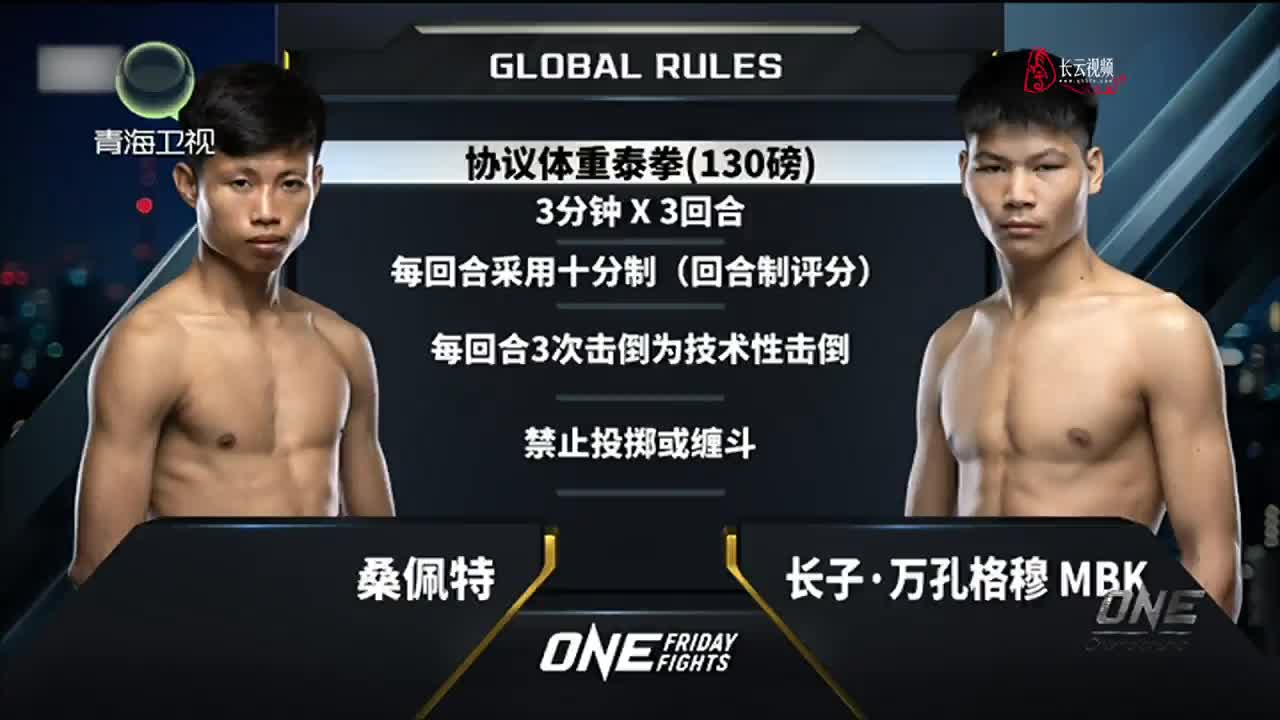 GLOBAL RULES
长云视频
青海卫视
协议体重泰拳(130磅)
3分钟 X 3回合
每回合采用十分制（回合制评分）
每回合3次击倒为技术性击倒
禁止投掷或缠斗
桑佩特
长子·万孔格穆 MBK
ONE
ONE FRIDAY FIGHTS